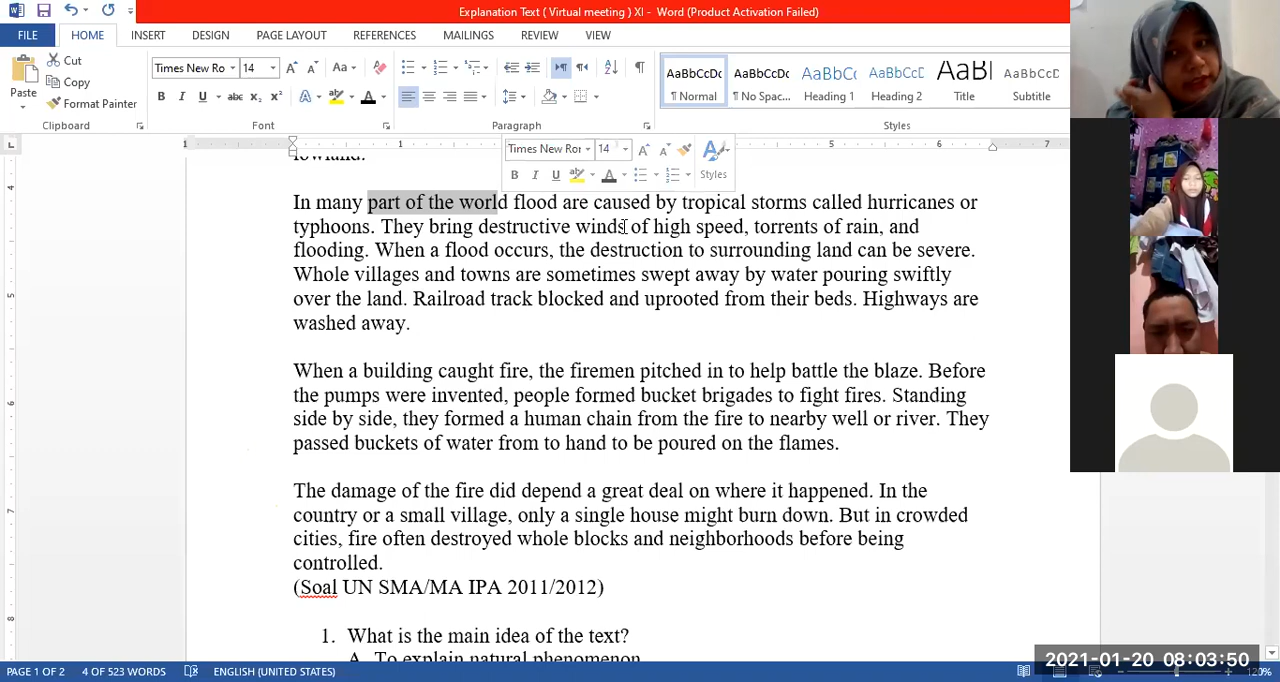 Explanation Text ( Virtual meeting ) XI - Word (Product Activation Failed)
FILE HOME INSERT DESIGN PAGE LAYOUT REFERENCES MAILINGS REVIEW VIEW
Paste
Cut
Copy
Format Painter
Times New Ro 14
AaBbCcDc AaBbCcDc AaBbC AaBbCcC AaBl AaBbCcD
¶ Normal ¶ No Spac... Heading 1 Heading 2 Title Subtitle
Clipboard Font Paragraph Styles
Times New Ror 14
Styles
lowland.
In many part of the world flood are caused by tropical storms called hurricanes or
typhoons. They bring destructive winds of high speed, torrents of rain, and
flooding. When a flood occurs, the destruction to surrounding land can be severe.
Whole villages and towns are sometimes swept away by water pouring swiftly
over the land. Railroad track blocked and uprooted from their beds. Highways are
washed away.
When a building caught fire, the firemen pitched in to help battle the blaze. Before
the pumps were invented, people formed bucket brigades to fight fires. Standing
side by side, they formed a human chain from the fire to nearby well or river. They
passed buckets of water from to hand to be poured on the flames.
The damage of the fire did depend a great deal on where it happened. In the
country or a small village, only a single house might burn down. But in crowded
cities, fire often destroyed whole blocks and neighborhoods before being
controlled.
(Soal UN SMA/MA IPA 2011/2012)
1. What is the main idea of the text?
A. To explain natural phenomenon
PAGE 1 OF 2 4 OF 523 WORDS ENGLISH (UNITED STATES)
2021-01-20 08:03:50
120%